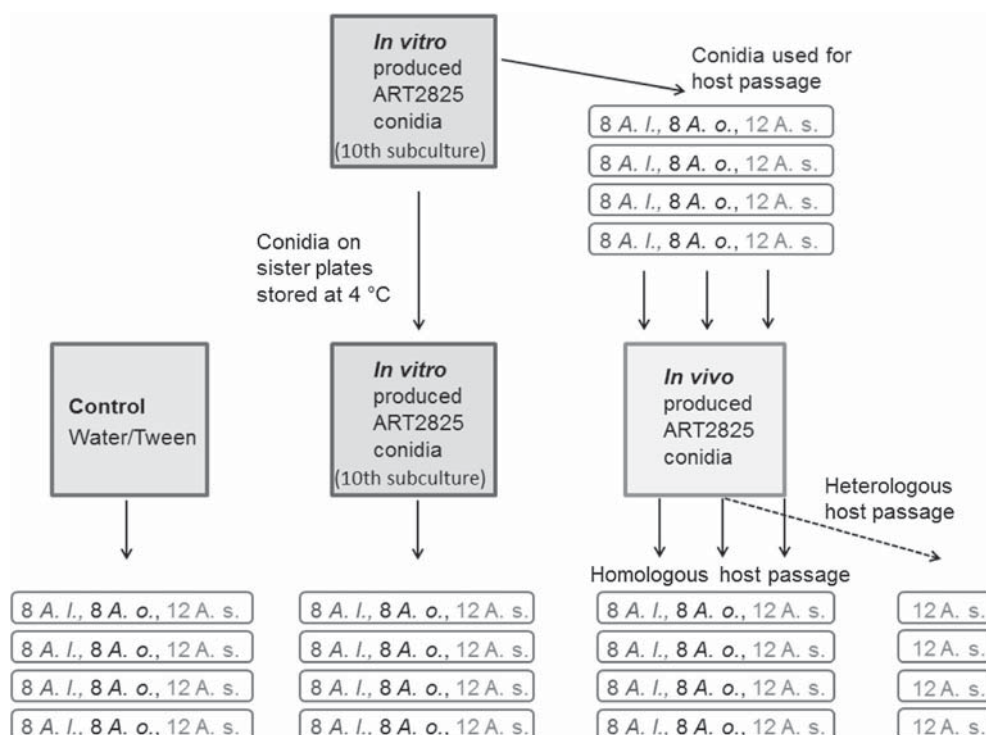 In vitro
produced
ART2825
conidia
(10th subculture)
Conidia used for
host passage
8 A. l., 8 A. o., 12 A. s.
8 A. l., 8 A. o., 12 A. s.
8 A. l., 8 A. o., 12 A. s.
8 A. l., 8 A. o., 12 A. s.
Conidia on
sister plates
stored at 4 °C
Control
Water/Tween
In vitro
produced
ART2825
conidia
(10th subculture)
In vivo
produced
ART2825
conidia
Heterologous
host passage
Homologous host passage
8 A. l., 8 A. o., 12 A. s.
8 A. l., 8 A. o., 12 A. s.
8 A. l., 8 A. o., 12 A. s.
8 A. l., 8 A. o., 12 A. s.
8 A. l., 8 A. o., 12 A. s.
8 A. l., 8 A. o., 12 A. s.
8 A. l., 8 A. o., 12 A. s.
8 A. l., 8 A. o., 12 A. s.
8 A. l., 8 A. o., 12 A. s.
8 A. l., 8 A. o., 12 A. s.
8 A. l., 8 A. o., 12 A. s.
8 A. l., 8 A. o., 12 A. s.
12 A. s.
12 A. s.
12 A. s.
12 A. s.